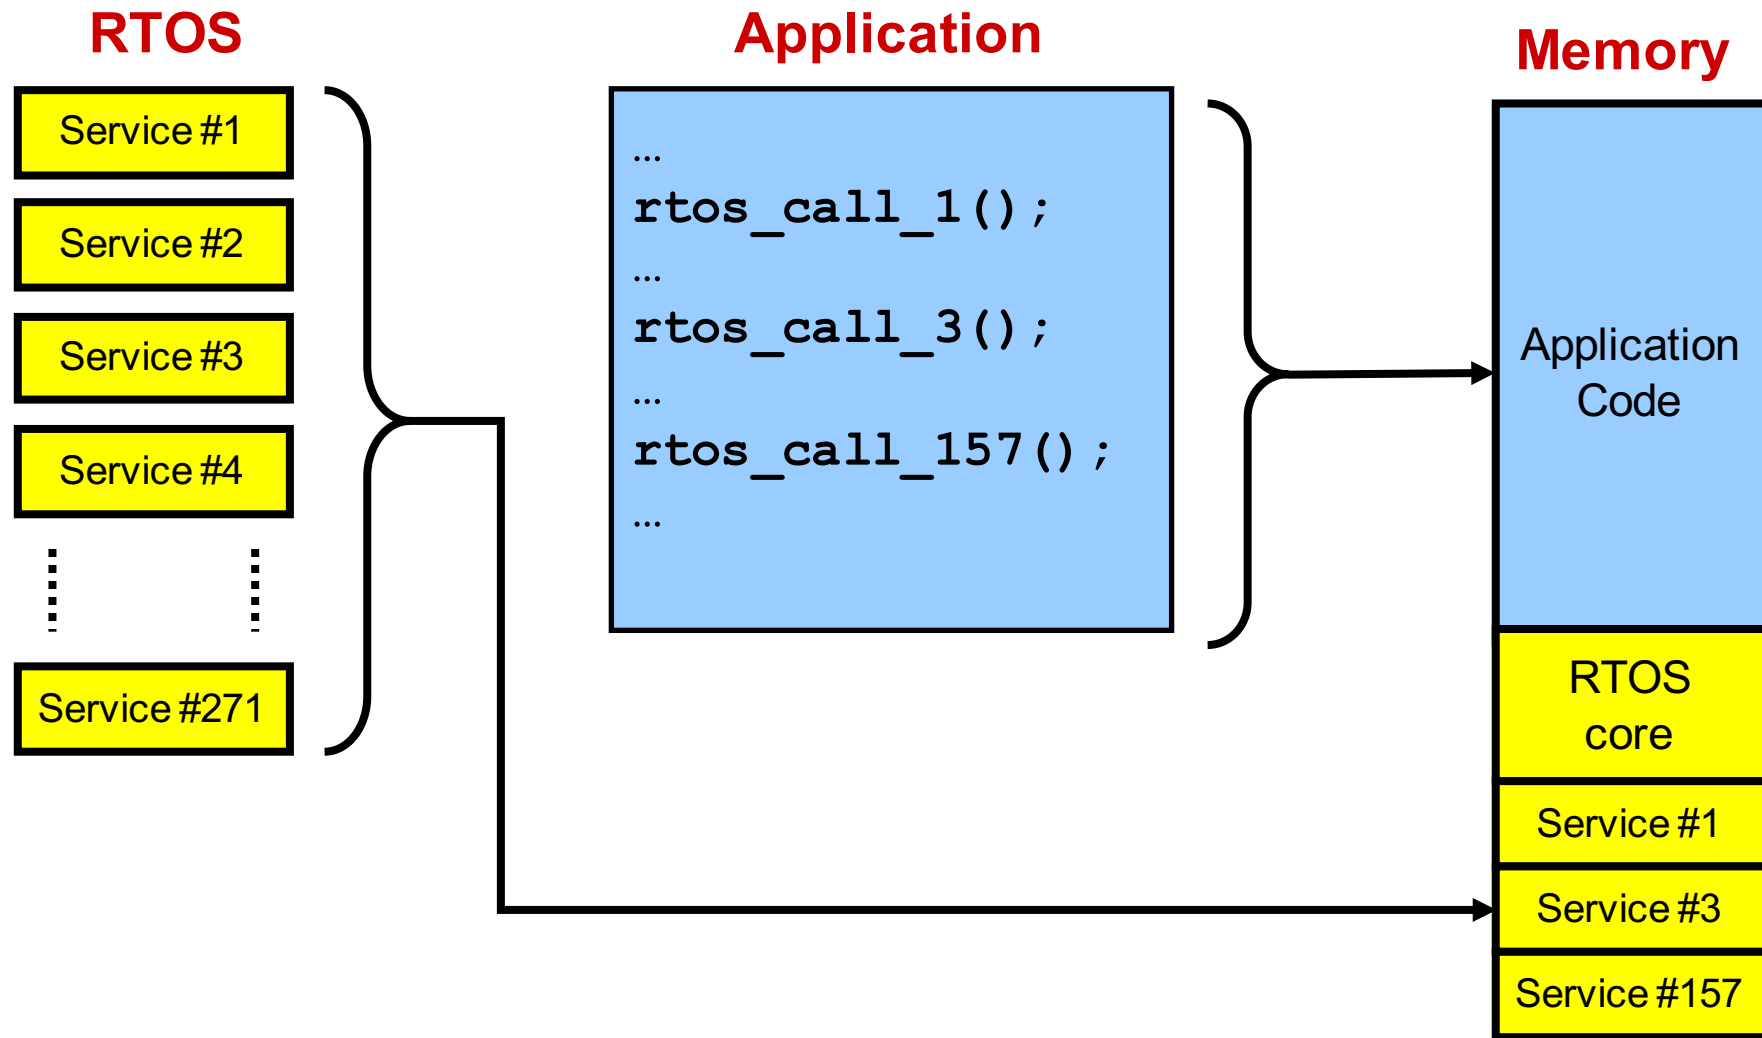 RTOS
Service #1
Service #2
Service #3
Service #4
Service #271
Application
…
rtos_call_1();
…
rtos_call_3();
…
rtos_call_157();
…
Memory
Application
Code
RTOS
core
Service #1
Service #3
Service #157